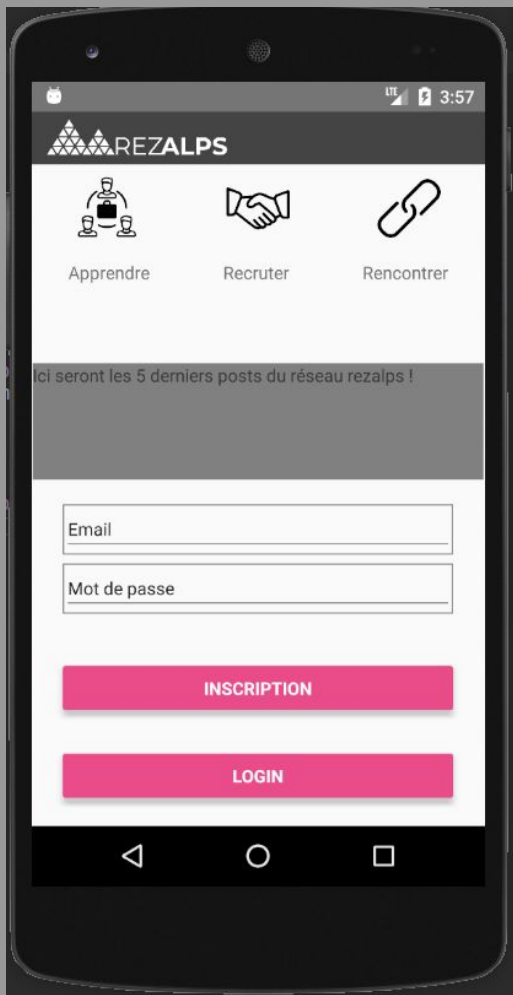 LTE 3:57
REZALPS
Apprendre Recruter Rencontrer
Ici seront les 5 derniers posts du réseau rezalps !
Email
Mot de passe
INSCRIPTION
LOGIN